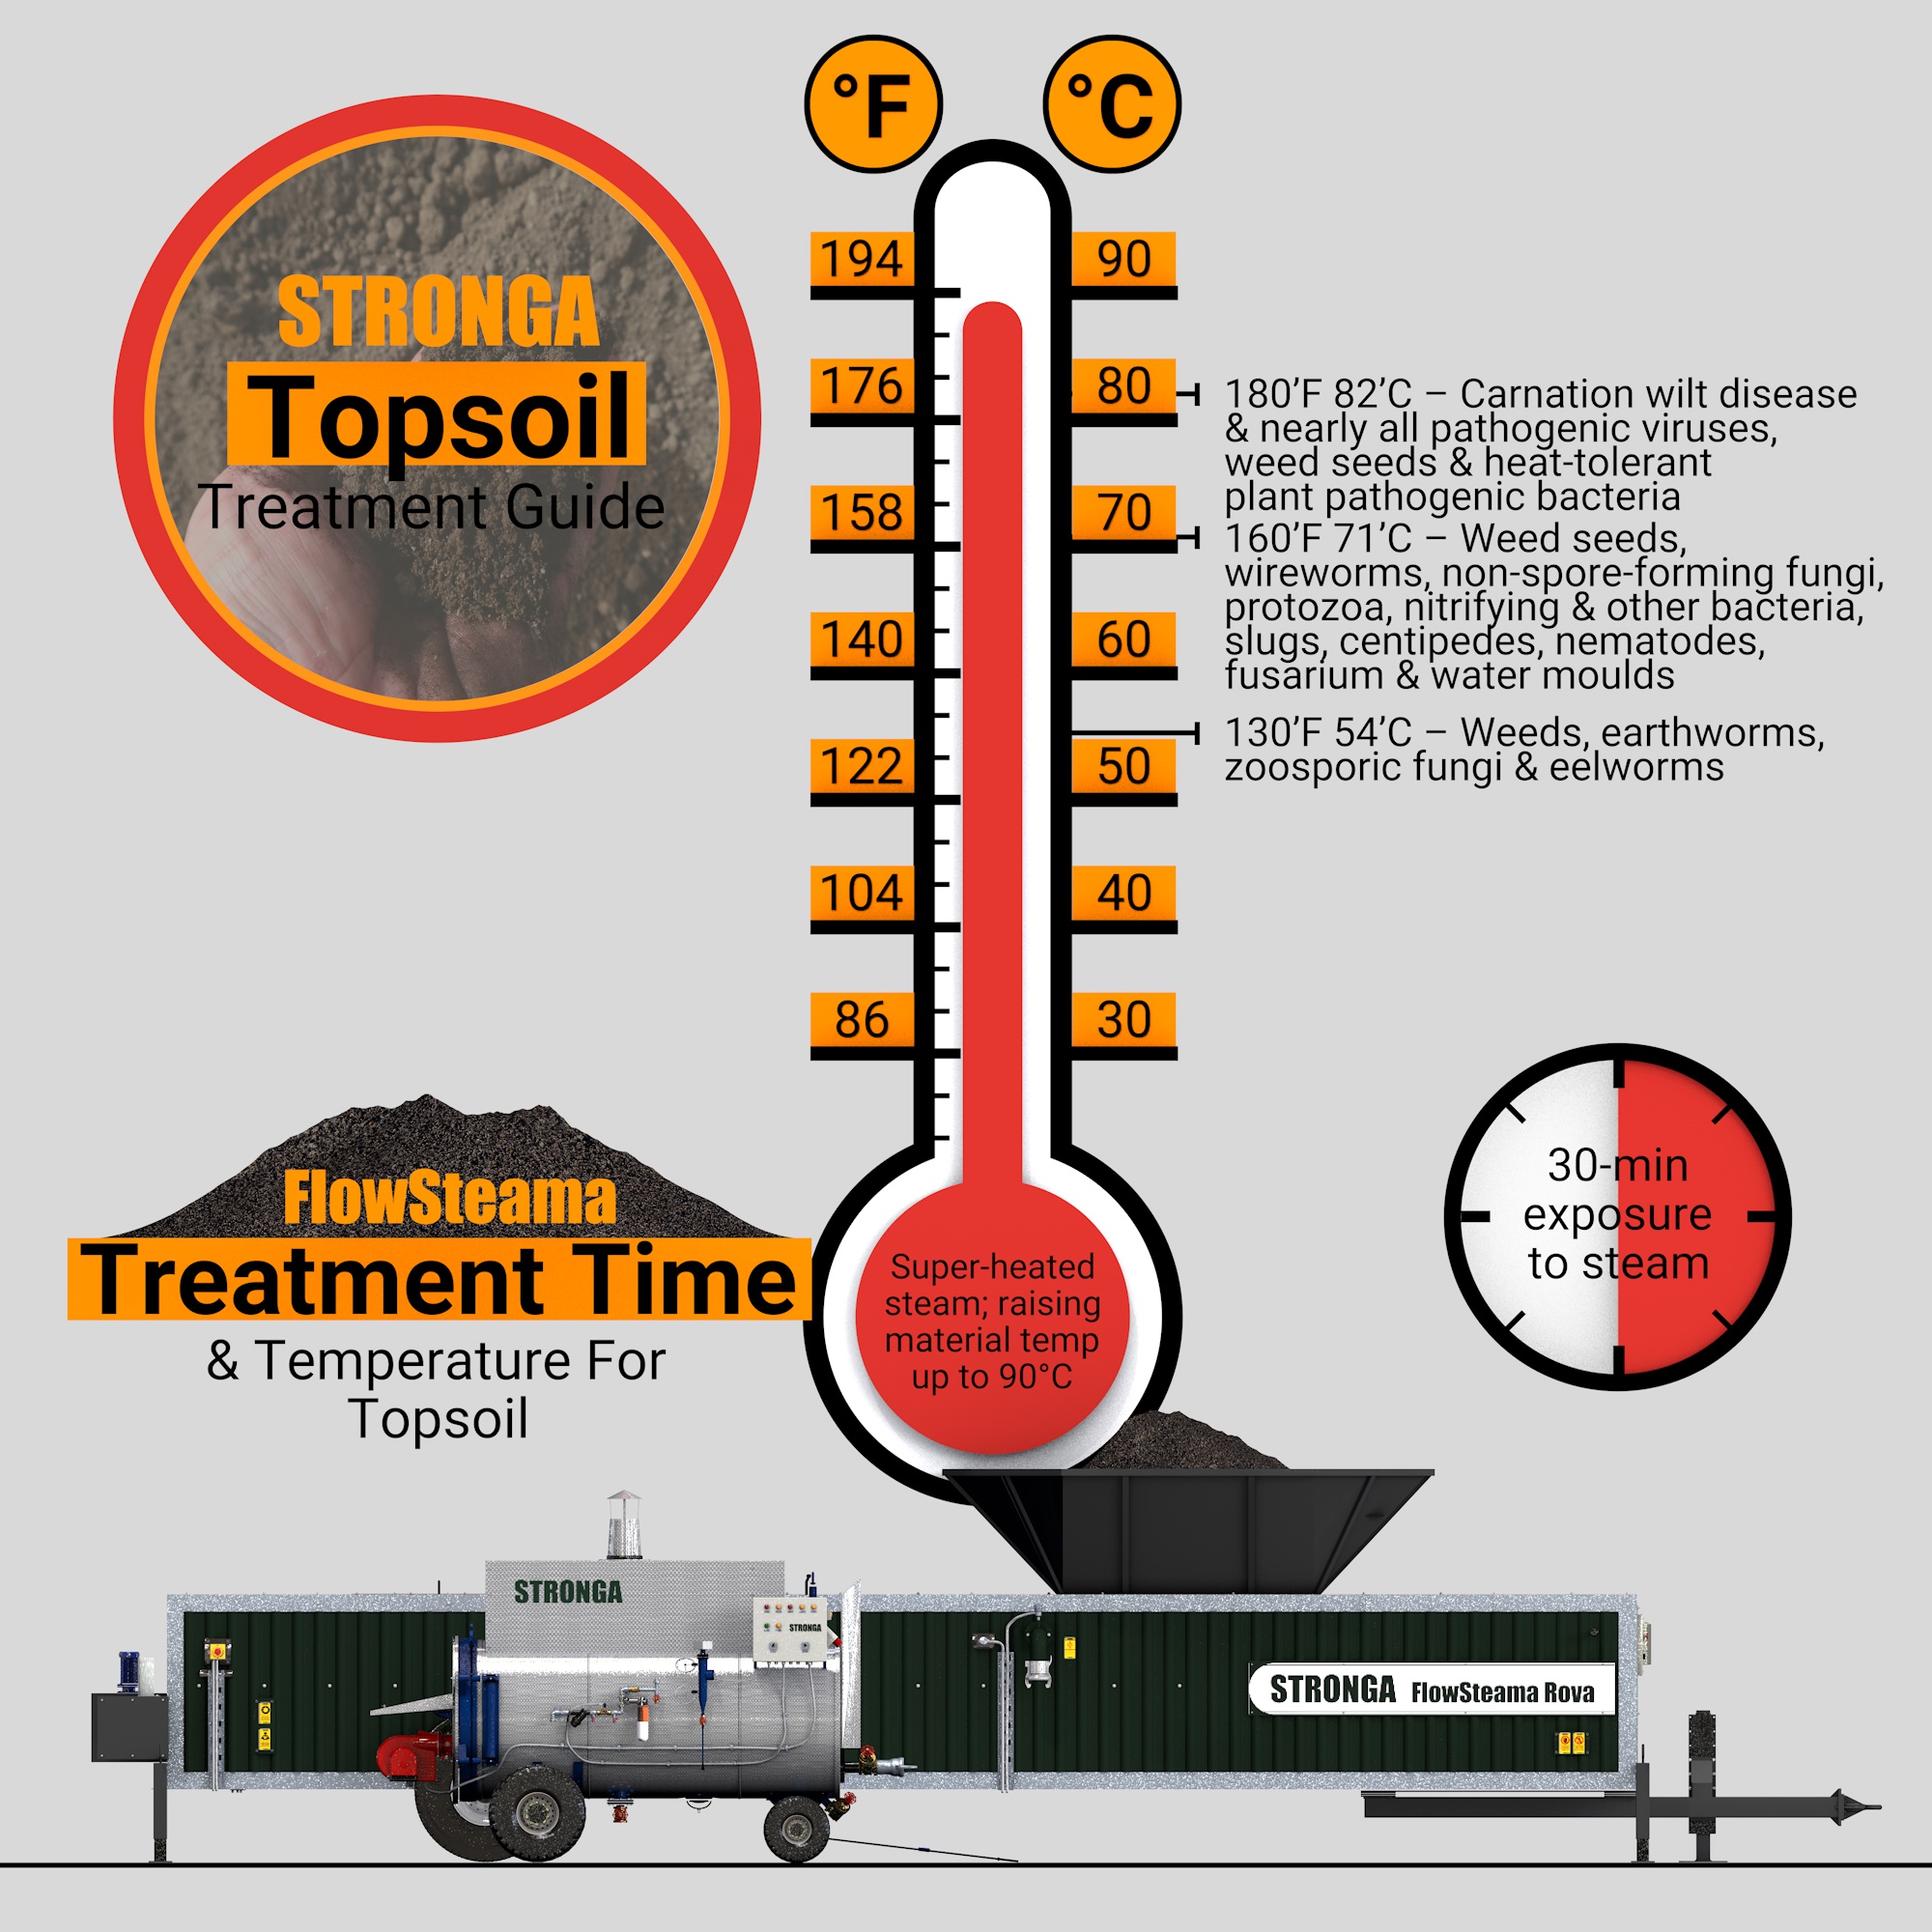 °F
°C
STRONGA
Topsoil
Treatment Guide
194
90
176
80
158
70
140
60
122
50
104
40
86
30
180’F 82’C – Carnation wilt disease
& nearly all pathogenic viruses,
weed seeds & heat-tolerant
plant pathogenic bacteria
160’F 71’C – Weed seeds,
wireworms, non-spore-forming fungi,
protozoa, nitrifying & other bacteria,
slugs, centipedes, nematodes,
fusarium & water moulds
130’F 54’C – Weeds, earthworms,
zoosporic fungi & eelworms
FlowSteama
Treatment Time
& Temperature For
Topsoil
Super-heated
steam; raising
material temp
up to 90°C
30-min
exposure
to steam
STRONGA
STRONGA
STRONGA FlowSteama Rova